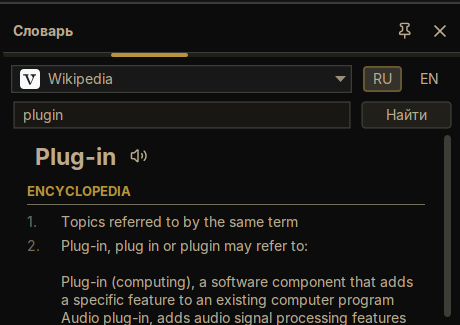 Словарь
Wikipedia
RU EN
plugin
Найти
Plug-in
ENCYCLOPEDIA
1. Topics referred to by the same term
2. Plug-in, plug in or plugin may refer to:
Plug-in (computing), a software component that adds
a specific feature to an existing computer program
Audio plug-in, adds audio signal processing features